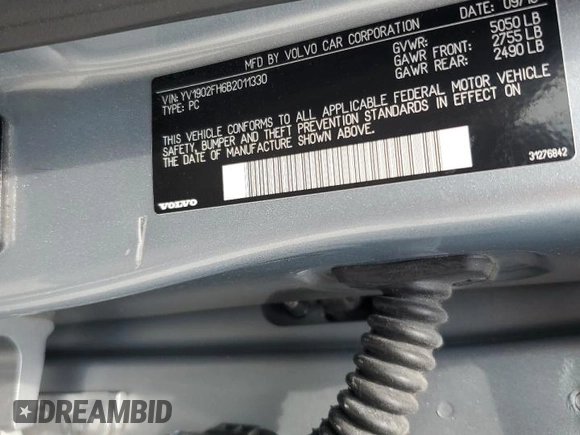 MFD BY VOLVO CAR CORPORATION
DATE:
VIN: YV1902FH6B2011330
TYPE: PC
GVWR: 5050 LB
GAWR FRONT: 2755 LB
GAWR REAR: 2490 LB
THIS VEHICLE CONFORMS TO ALL APPLICABLE FEDERAL MOTOR VEHICLE
SAFETY, BUMPER AND THEFT PREVENTION STANDARDS IN EFFECT ON
THE DATE OF MANUFACTURE SHOWN ABOVE.
31276842
VOLVO
DREAMBID